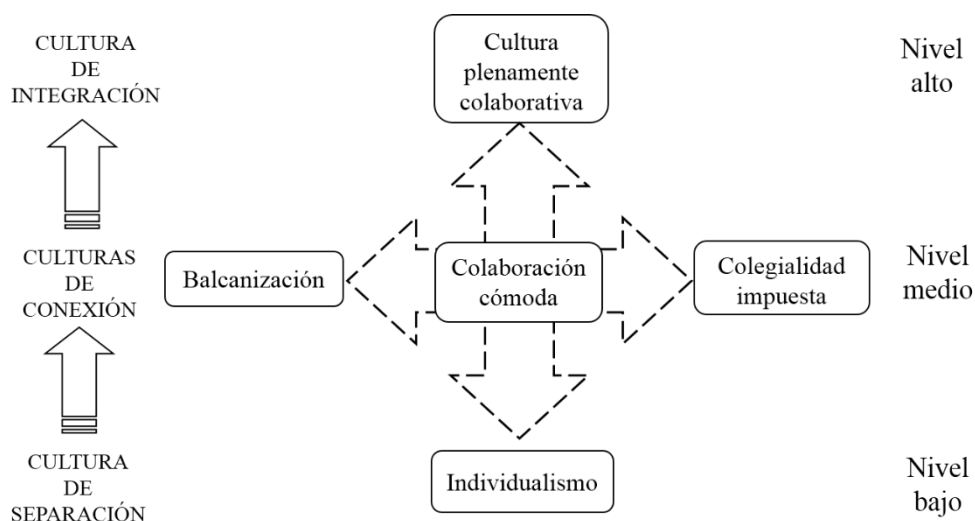 CULTURA
DE
INTEGRACIÓN
Cultura
plenamente
colaborativa
Nivel
alto
CULTURAS
DE
CONEXIÓN
Balcanización
Colaboración
cómoda
Colegialidad
impuesta
Nivel
medio
CULTURA
DE
SEPARACIÓN
Individualismo
Nivel
bajo